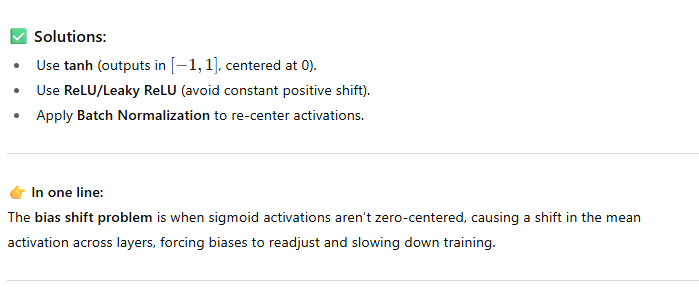 ✅ Solutions:
• Use tanh (outputs in [−1, 1], centered at 0).
• Use ReLU/Leaky ReLU (avoid constant positive shift).
• Apply Batch Normalization to re-center activations.
👉 In one line:
The bias shift problem is when sigmoid activations aren't zero-centered, causing a shift in the mean
activation across layers, forcing biases to readjust and slowing down training.